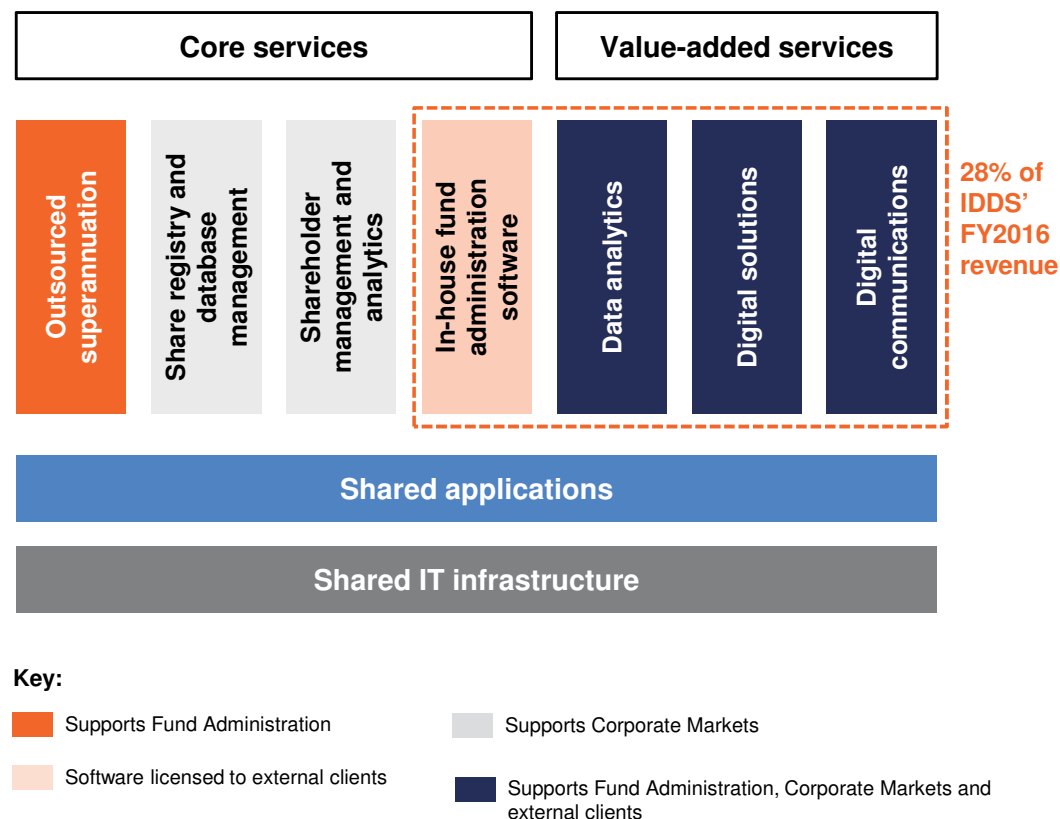 Core services
Value-added services
Outsourced
superannuation
Share registry and
database
management
Shareholder
management and
analytics
In-house fund
administration
software
Data analytics
Digital solutions
Digital
communications
28% of
IDDS’
FY2016
revenue
Shared applications
Shared IT infrastructure
Key:
Supports Fund Administration
Supports Corporate Markets
Software licensed to external clients
Supports Fund Administration, Corporate Markets and
external clients